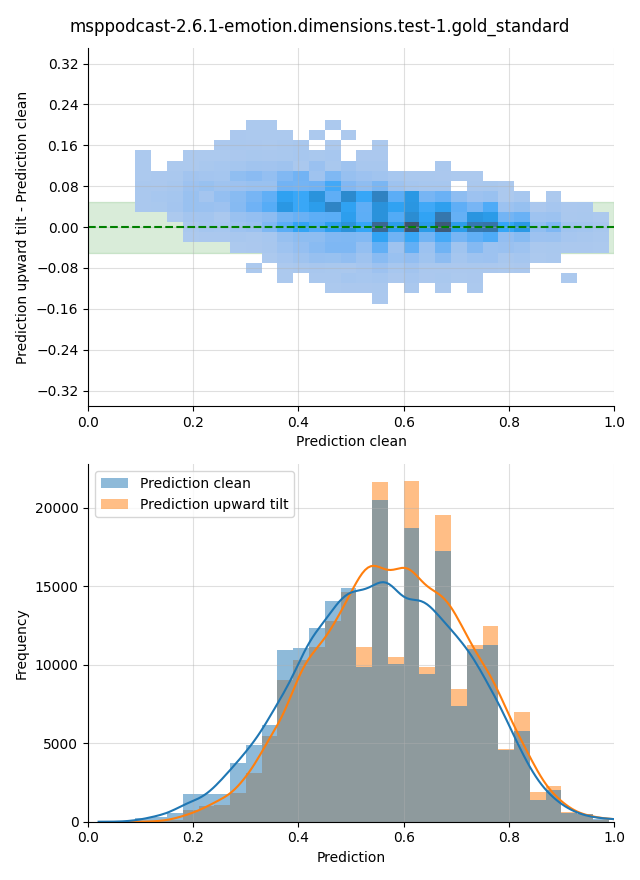 msppodcast-2.6.1-emotion.dimensions.test-1.gold_standard
0.32
0.24
0.16
0.08
0.00
−0.08
−0.16
−0.24
−0.32
Prediction upward tilt - Prediction clean
0.0 0.2 0.4 0.6 0.8 1.0
Prediction clean
Prediction clean
Prediction upward tilt
20000
15000
10000
5000
0
Frequency
0.0 0.2 0.4 0.6 0.8 1.0
Prediction